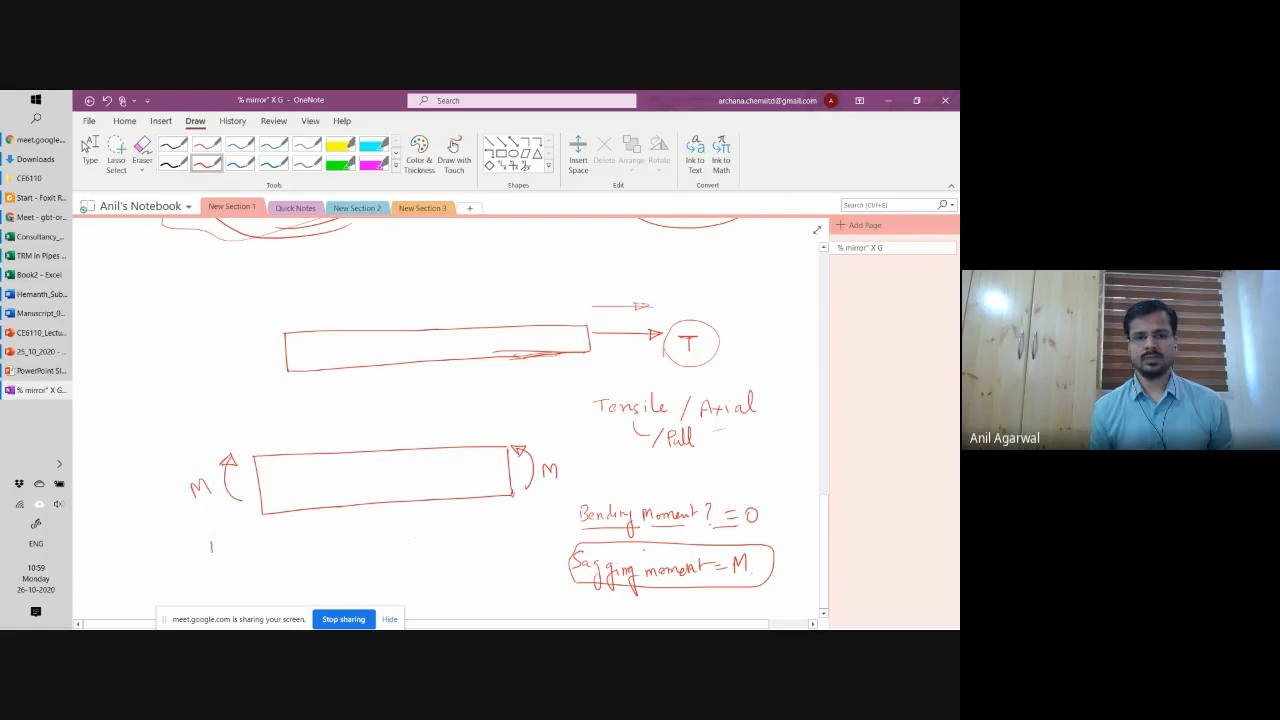 % mirror" X G - OneNote
Search
archana.chemiitd@gmail.com
A
meet.google...
Downloads
CE6110
Start - Foxit R...
Meet - gbt-or...
Consultancy_...
TRM in Pipes ...
Book2 - Excel
Hemanth_Sub...
Manuscript_0...
CE6110_Lectu...
25_10_2020 - ...
PowerPoint Sl...
% mirror" X G...
ENG
10:59
Monday
26-10-2020
File Home Insert Draw History Review View Help
Type
Lasso Select
Eraser
Color & Thickness
Draw with Touch
Insert Space
Delete
Arrange
Rotate
Ink to Text
Ink to Math
Tools
Shapes
Edit
Convert
Anil's Notebook
New Section 1
Quick Notes
New Section 2
New Section 3
Search (Ctrl+E)
Add Page
% mirror" X G
T
Tensile / Axial
/Pull
M
M
Bending Moment? = 0
Sagging moment = M.
meet.google.com is sharing your screen.
Stop sharing
Hide
Anil Agarwal